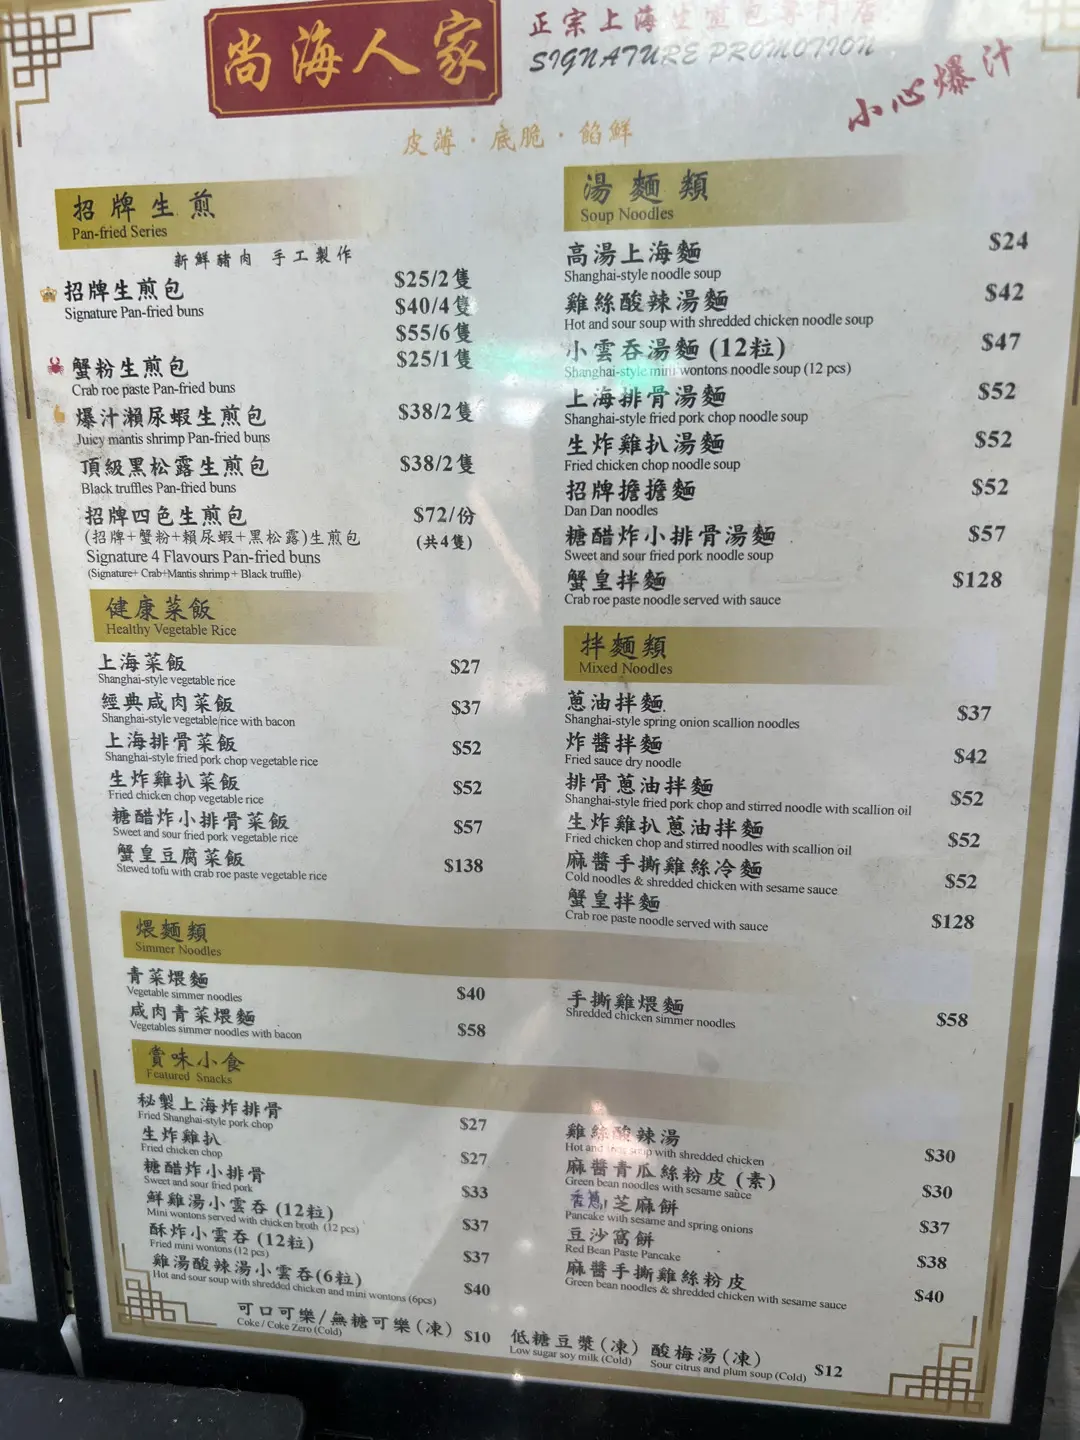 尚海人家
正宗上海生煎包專門店
SIGNATURE PROMOTION
小心爆汁
皮薄·底脆·餡鮮
招牌生煎
Pan-fried Series
新鮮豬肉 手工製作
招牌生煎包 $25/2隻
Signature Pan-fried buns $40/4隻
$55/6隻
蟹粉生煎包 $25/1隻
Crab roe paste Pan-fried buns
爆汁瀨尿蝦生煎包 $38/2隻
Juicy mantis shrimp Pan-fried buns
頂級黑松露生煎包 $38/2隻
Black truffles Pan-fried buns
招牌四色生煎包 $72/份
(招牌+蟹粉+賴尿蝦+黑松露)生煎包 (共4隻)
Signature 4 Flavours Pan-fried buns
(Signature+ Crab+Mantis shrimp + Black truffle)
健康菜飯
Healthy Vegetable Rice
上海菜飯 $27
Shanghai-style vegetable rice
經典咸肉菜飯 $37
Shanghai-style vegetable rice with bacon
上海排骨菜飯 $52
Shanghai-style fried pork chop vegetable rice
生炸雞扒菜飯 $52
Fried chicken chop vegetable rice
糖醋炸小排骨菜飯 $57
Sweet and sour fried pork vegetable rice
蟹皇豆腐菜飯 $138
Stewed tofu with crab roe paste vegetable rice
湯麵類
Soup Noodles
高湯上海麵 $24
Shanghai-style noodle soup
雞絲酸辣湯麵 $42
Hot and sour soup with shredded chicken noodle soup
小雲吞湯麵 (12粒) $47
Shanghai-style mini wontons noodle soup (12 pcs)
上海排骨湯麵 $52
Shanghai-style fried pork chop noodle soup
生炸雞扒湯麵 $52
Fried chicken chop noodle soup
招牌擔擔麵 $52
Dan Dan noodles
糖醋炸小排骨湯麵 $57
Sweet and sour fried pork noodle soup
蟹皇拌麵 $128
Crab roe paste noodle served with sauce
拌麵類
Mixed Noodles
蔥油拌麵 $37
Shanghai-style spring onion scallion noodles
炸醬拌麵 $42
Fried sauce dry noodle
排骨蔥油拌麵 $52
Shanghai-style fried pork chop and stirred noodle with scallion oil
生炸雞扒蔥油拌麵 $52
Fried chicken chop and stirred noodles with scallion oil
麻醬手撕雞絲冷麵 $52
Cold noodles & shredded chicken with sesame sauce
蟹皇拌麵 $128
Crab roe paste noodle served with sauce
煨麵類
Simmer Noodles
青菜煨麵 $40
Vegetable simmer noodles
咸肉青菜煨麵 $58
Vegetables simmer noodles with bacon
手撕雞煨麵 $58
Shredded chicken simmer noodles
賞味小食
Featured Snacks
秘製上海炸排骨 $27
Fried Shanghai-style pork chop
生炸雞扒 $27
Fried chicken chop
糖醋炸小排骨 $33
Sweet and sour fried pork
鮮雞湯小雲吞 (12粒) $37
Mini wontons served with chicken broth (12 pcs)
酥炸小雲吞 (12粒) $37
Fried mini wontons (12 pcs)
雞湯酸辣湯小雲吞(6粒) $40
Hot and sour soup with shredded chicken and mini wontons (6pcs)
雞絲酸辣湯 $30
Hot and sour soup with shredded chicken
麻醬青瓜絲粉皮 (素) $30
Green bean noodles with sesame sauce
香蔥芝麻餅 $37
Pancake with sesame and spring onions
豆沙窩餅 $38
Red Bean Paste Pancake
麻醬手撕雞絲粉皮 $40
Green bean noodles & shredded chicken with sesame sauce
可口可樂/無糖可樂(凍) $10
Coke / Coke Zero (Cold)
低糖豆漿(凍) 酸梅湯(凍) $12
Low sugar soy milk (Cold) Sour citrus and plum soup (Cold)